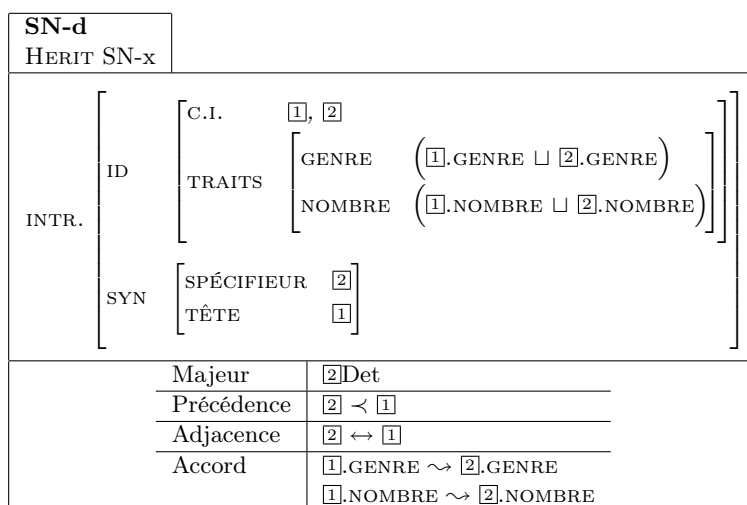 SN-d
HERIT SN-x
C.I. 1, 2
GENRE (1.GENRE ⊔ 2.GENRE)
ID
TRAITS
NOMBRE (1.NOMBRE ⊔ 2.NOMBRE)
INTR.
SPÉCIFIEUR 2
SYN
TÊTE 1
Majeur 2Det
Précédence 2 ≺ 1
Adjacence 2 ↔ 1
Accord 1.GENRE ⇝ 2.GENRE
1.NOMBRE ⇝ 2.NOMBRE